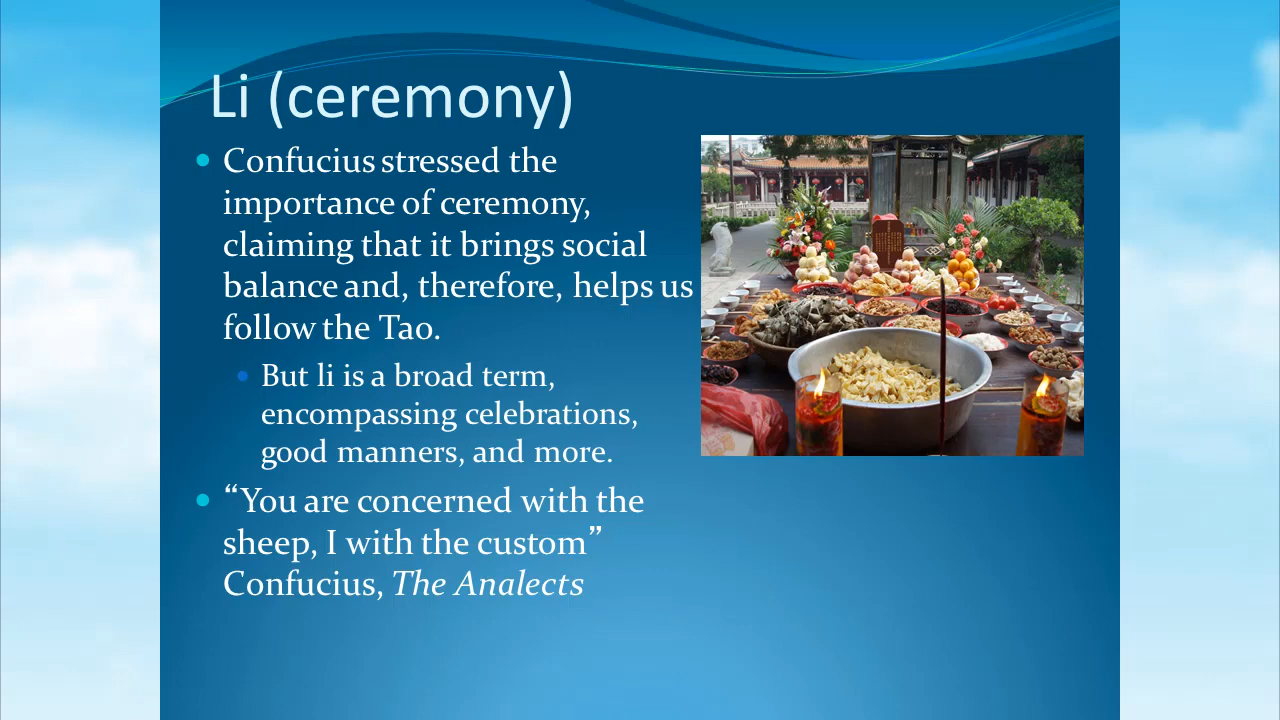 Li (ceremony)
Confucius stressed the
importance of ceremony,
claiming that it brings social
balance and, therefore, helps us
follow the Tao.
But li is a broad term,
encompassing celebrations,
good manners, and more.
“You are concerned with the
sheep, I with the custom”
Confucius, The Analects